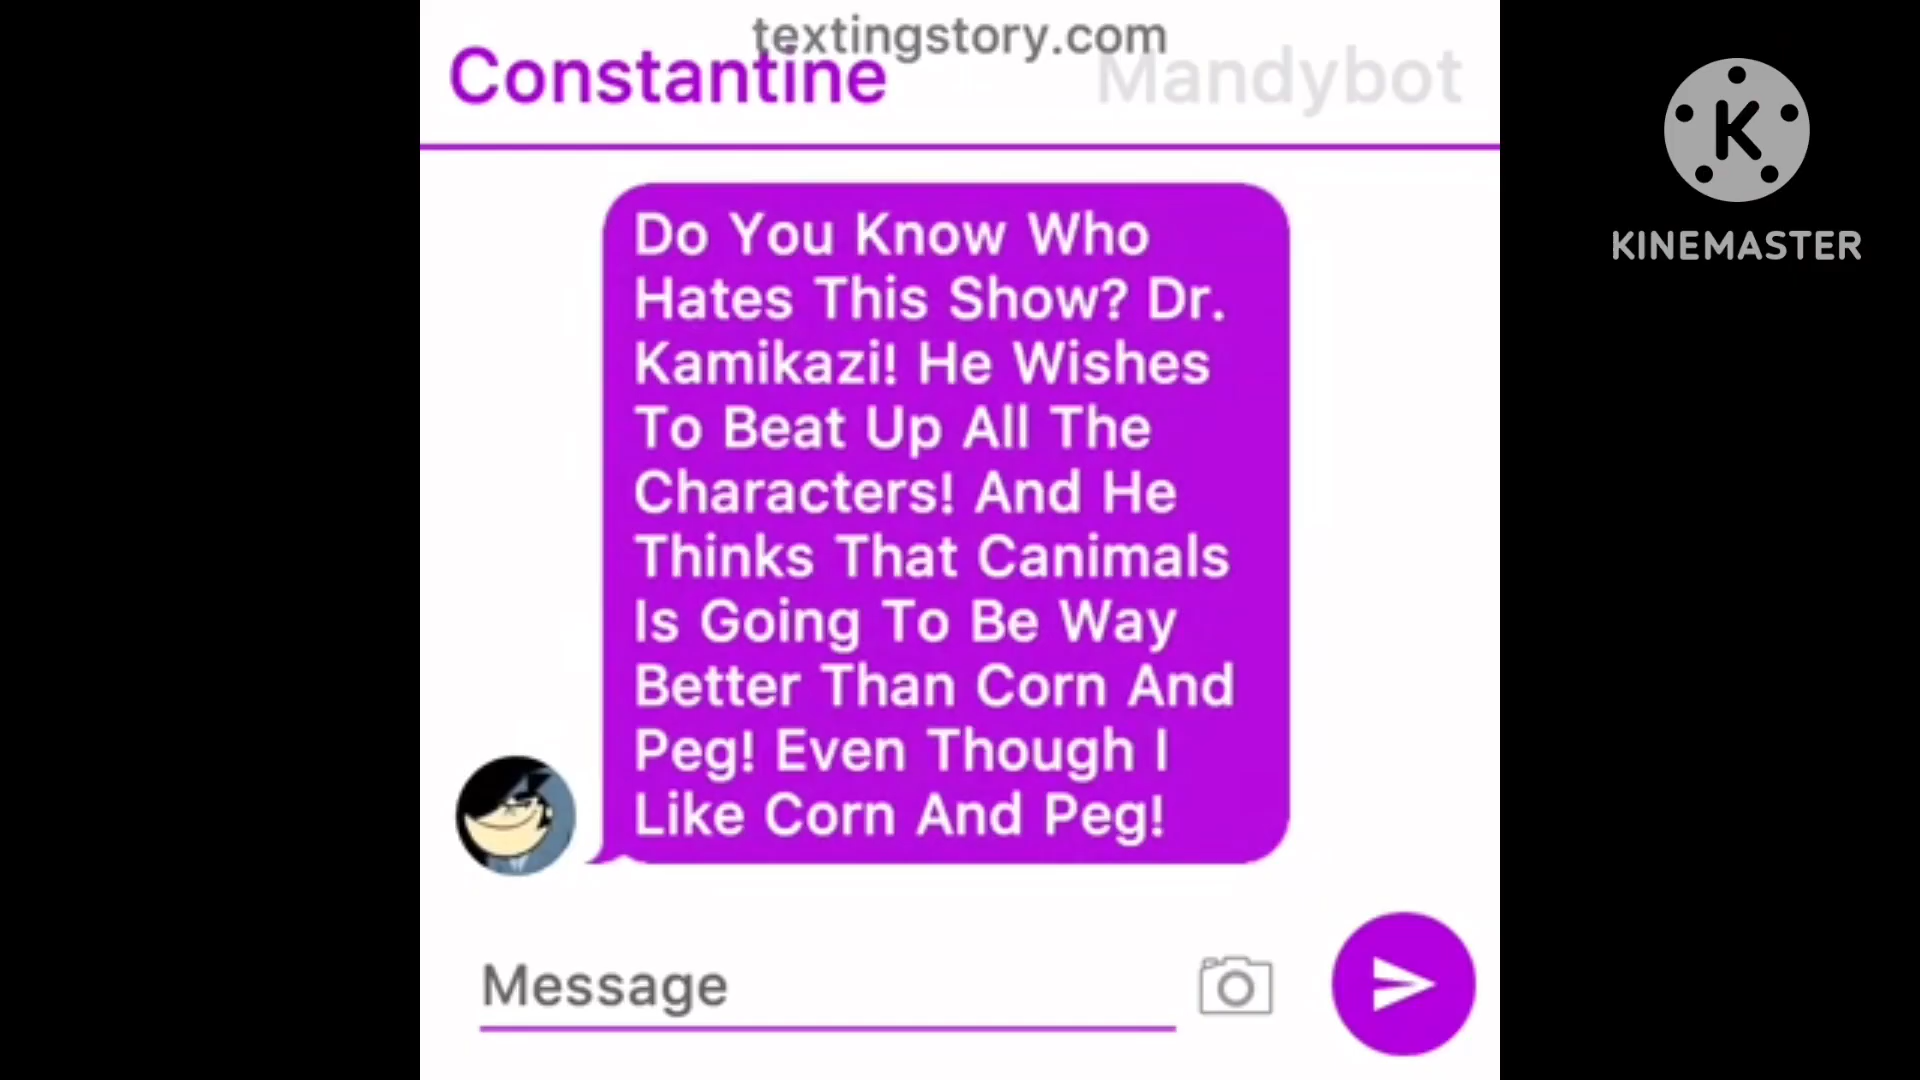 textingstory.com
Constantine
Mandybot
Do You Know Who
Hates This Show? Dr.
Kamikazi! He Wishes
To Beat Up All The
Characters! And He
Thinks That Canimals
Is Going To Be Way
Better Than Corn And
Peg! Even Though I
Like Corn And Peg!
Message
K
KINEMASTER